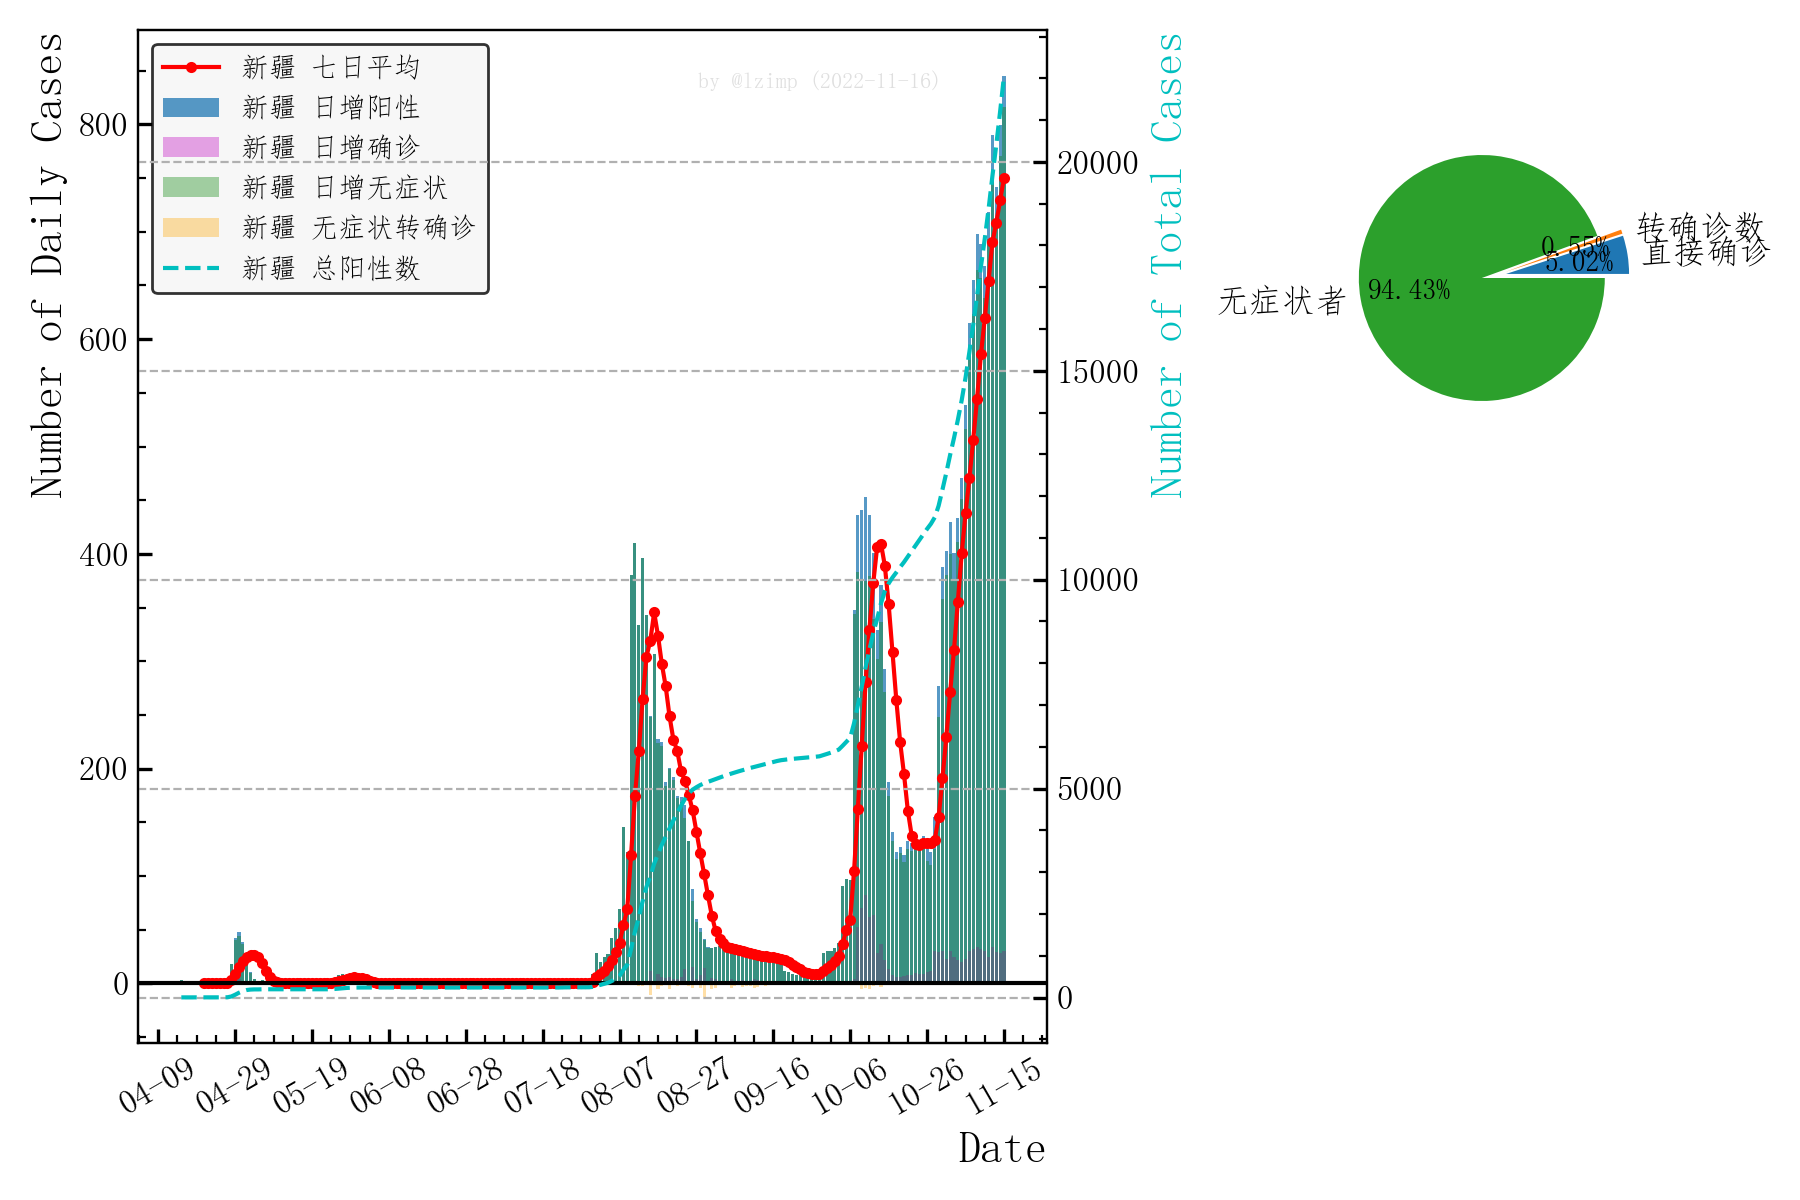 Number of Daily Cases
800
600
400
200
0
新疆 七日平均
新疆 日增阳性
新疆 日增确诊
新疆 日增无症状
新疆 无症状转确诊
新疆 总阳性数
by @lzimp (2022-11-16)
20000
15000
10000
5000
0
Number of Total Cases
04-09
04-29
05-19
06-08
06-28
07-18
08-07
08-27
09-16
10-06
10-26
11-15
Date
转确诊数
0.55%
直接确诊
5.02%
无症状者
94.43%